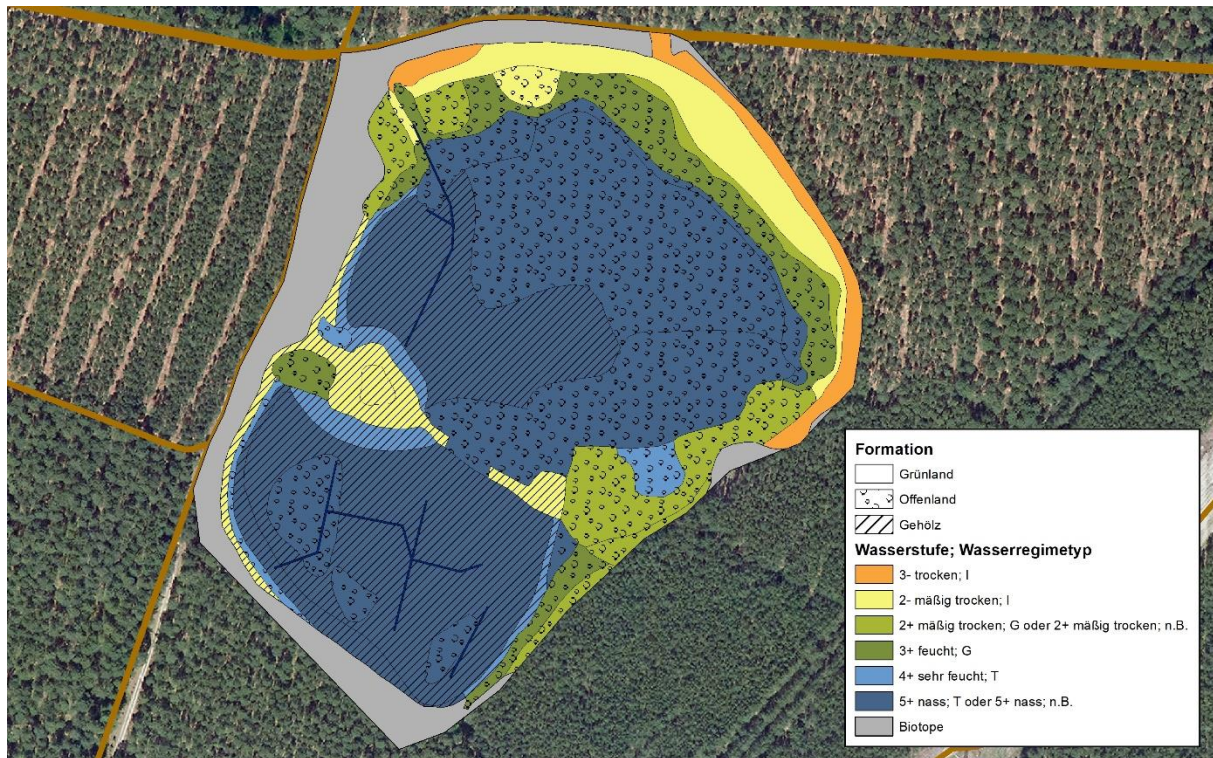 Formation
Grünland
Offenland
Gehölz
Wasserstufe; Wasserregimetyp
3- trocken; I
2- mäßig trocken; I
2+ mäßig trocken; G oder 2+ mäßig trocken; n.B.
3+ feucht; G
4+ sehr feucht; T
5+ nass; T oder 5+ nass; n.B.
Biotope